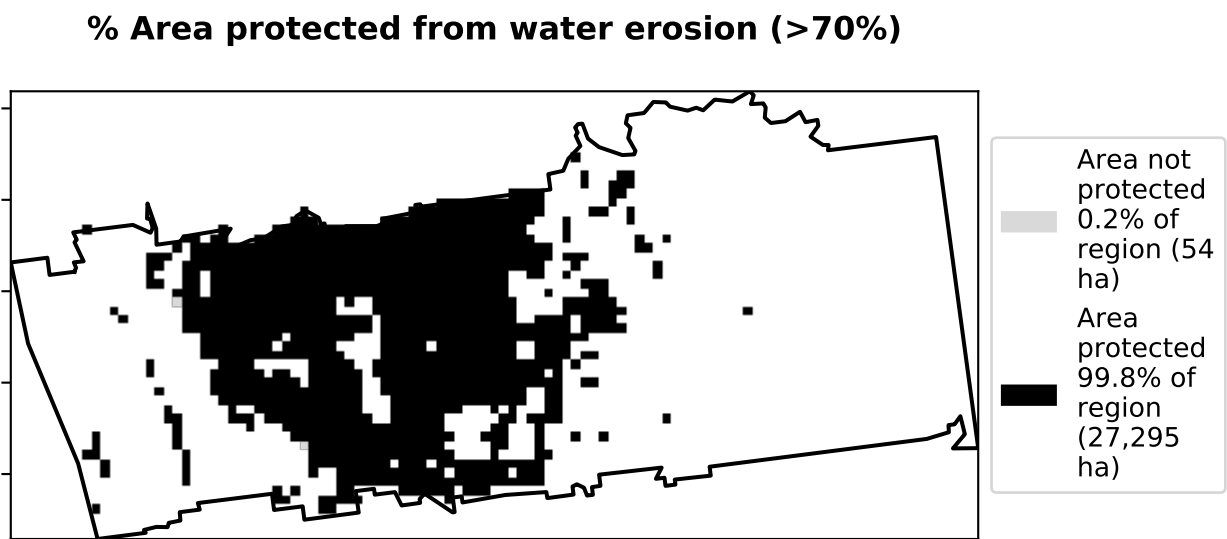 % Area protected from water erosion (>70%)
Area not
protected
0.2% of
region (54
ha)
Area
protected
99.8% of
region
(27,295
ha)